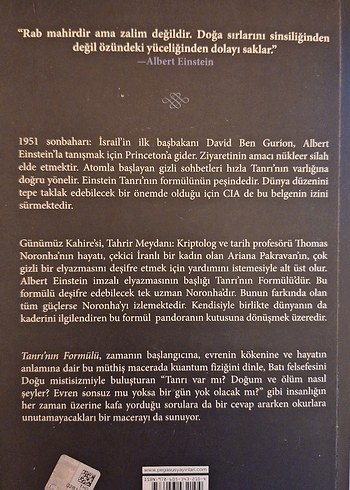 “Rab mahirdir ama zalim değildir. Doğa sırlarını sinsiliğinden
değil özündeki yüceliğinden dolayı saklar.”
—Albert Einstein
1951 sonbaharı: İsrail’in ilk başbakanı David Ben Gurion, Albert
Einstein’la tanışmak için Princeton’a gider. Ziyaretinin amacı nükleer silah
elde etmektir. Atomla başlayan gizli sohbetleri hızla Tanrı’nın varlığına
doğru yönelir. Einstein Tanrı’nın formülünün peşindedir. Dünya düzenini
tepe taklak edebilecek bir önemde olduğu için CIA de bu belgenin izini
sürmektedir.
Günümüz Kahire’si, Tahrir Meydanı: Kriptolog ve tarih profesörü Thomas
Noronha’nın hayatı, çekici İranlı bir kadın olan Ariana Pakravan’ın, çok
gizli bir elyazmasını deşifre etmek için yardımını istemesiyle alt üst olur.
Albert Einstein imzalı elyazmasının başlığı Tanrı’nın Formülü’dür. Bu
formülü deşifre edebilecek tek uzman Noronha’dır. Bunun farkında olan
tüm güçlerse Noronha’yı izlemektedir. Kendisiyle birlikte dünyanın da
kaderini ilgilendiren bu formül pandoranın kutusuna dönüşmek üzeredir.
Tanrı’nın Formülü, zamanın başlangıcına, evrenin kökenine ve hayatın
anlamına dair bu müthiş macerada kuantum fiziğini dinle, Batı felsefesini
Doğu mistisizmiyle buluşturan “Tanrı var mı? Doğum ve ölüm nasıl
şeyler? Evren sonsuz mu yoksa bir gün yok olacak mı?” gibi insanlığın
her zaman üzerine kafa yorduğu sorulara da bir cevap ararken okurlara
unutamayacakları bir macerayı da sunuyor.
www.pegasusyayinlari.com